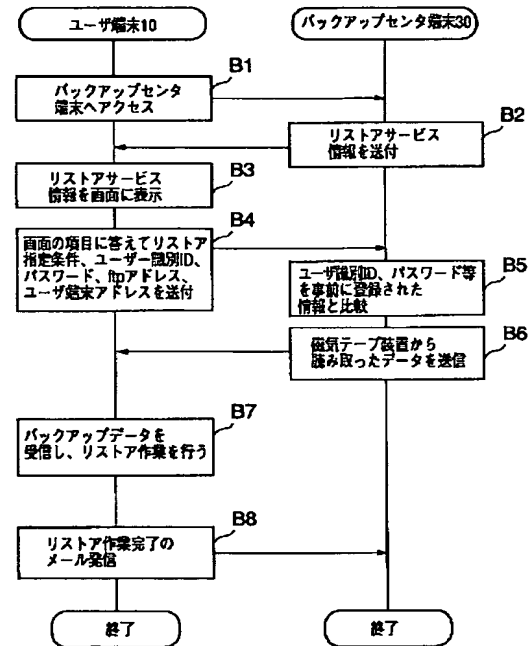 ユーザ端末10
バックアップセンタ端末30
B1
バックアップセンタ
端末へアクセス
B2
リストアサービス
情報を送付
B3
リストアサービス
情報を画面に表示
B4
画面の項目に答えてリストア
指定条件、ユーザー識別ID、
パスワード、ftpアドレス、
ユーザ端末アドレスを送付
B5
ユーザ識別ID、パスワード等
を事前に登録された
情報と比較
B6
磁気テープ装置から
読み取ったデータを送信
B7
バックアップデータを
受信し、リストア作業を行う
B8
リストア作業完了の
メール発信
終了
終了